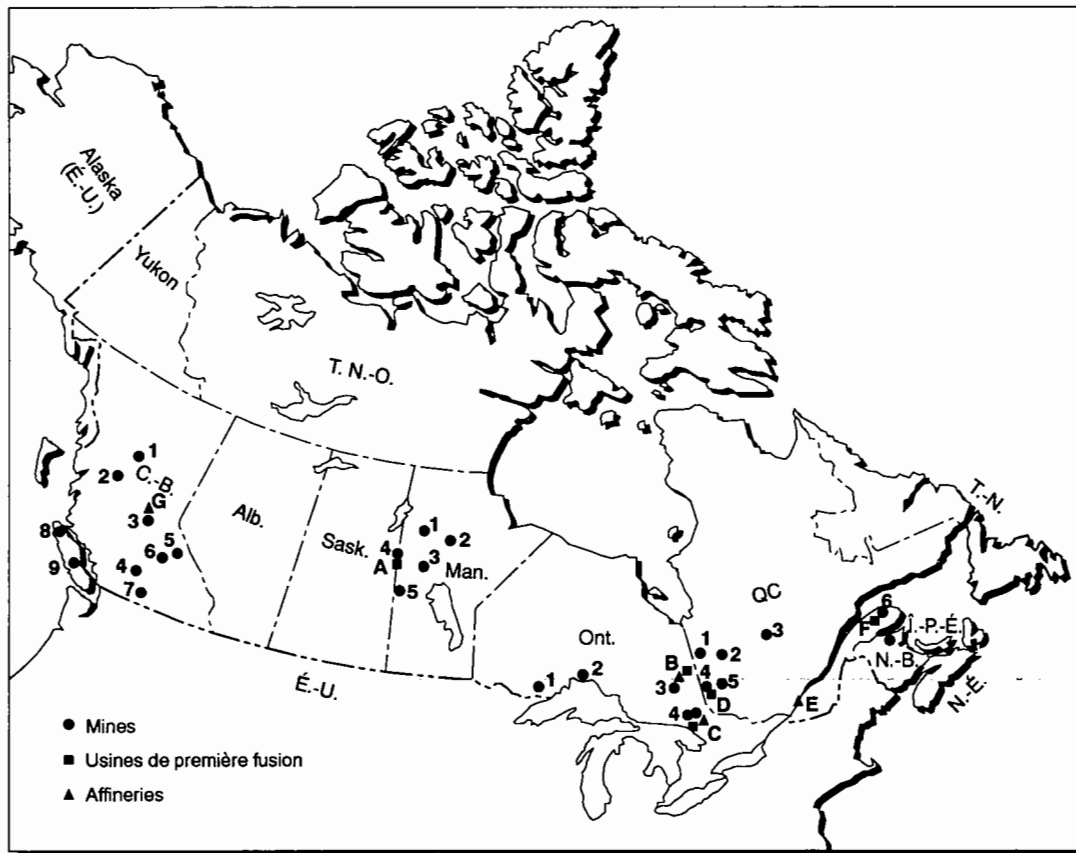 Alaska
(É.-U.)
Yukon
T. N.-O.
1
2
C.-B.
G
3
8
9
6
5
4
7
Alb.
Sask.
1
2
4
A
3
Man.
5
É.-U.
Ont.
1
2
QC
T.-N.
1
2
3
B
3
4
5
D
4
C
E
6
F
Î.-P.-É.
1
N.-B.
N.-É.
Mines
Usines de première fusion
Affineries